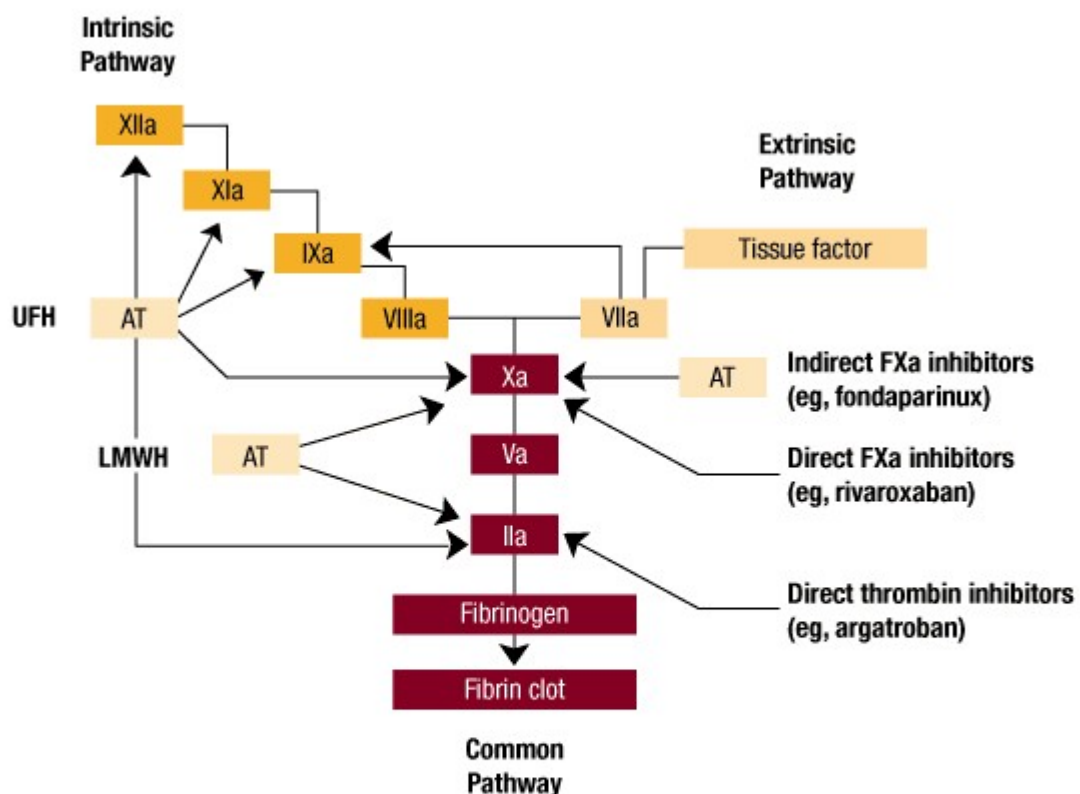 Intrinsic
Pathway
XIIa
XIa
Extrinsic
Pathway
IXa
Tissue factor
UFH
AT
VIIIa
VIIa
Xa
AT
Indirect FXa inhibitors
(eg, fondaparinux)
LMWH
AT
Va
Direct FXa inhibitors
(eg, rivaroxaban)
IIa
Fibrinogen
Direct thrombin inhibitors
(eg, argatroban)
Fibrin clot
Common
Pathway